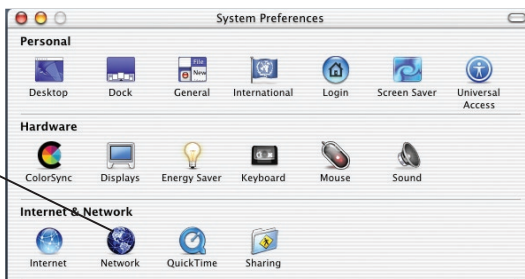 System Preferences
Personal
Desktop Dock General International Login Screen Saver Universal
Access
Hardware
ColorSync Displays Energy Saver Keyboard Mouse Sound
Internet & Network
Internet Network QuickTime Sharing
File
New